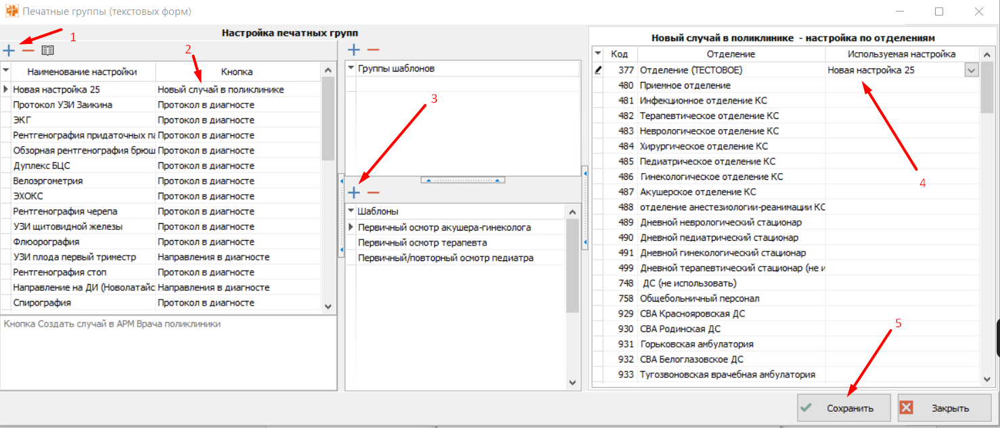 Печатные группы (текстовых форм)
1
Настройка печатных групп
2
Наименование настройки Кнопка
Новая настройка 25 Новый случай в поликлинике
Протокол УЗИ Заикина Протокол в диагносте
ЭКГ Протокол в диагносте
Рентгенография придаточных па Протокол в диагносте
Обзорная рентгенография брюш Протокол в диагносте
Дуплекс БЦС Протокол в диагносте
Велоэргометрия Протокол в диагносте
ЭХОКС Протокол в диагносте
Рентгенография черепа Протокол в диагносте
УЗИ щитовидной железы Протокол в диагносте
Флюорография Протокол в диагносте
УЗИ плода первый триместр Направления в диагносте
Рентгенография стоп Протокол в диагносте
Направление на ДИ (Новолатайс Направления в диагносте
Спирография Протокол в диагносте
Кнопка Создать случай в АРМ Врача поликлиники
Группы шаблонов
3
Шаблоны
Первичный осмотр акушера-гинеколога
Первичный осмотр терапевта
Первичный/повторный осмотр педиатра
Новый случай в поликлинике - настройка по отделениям
Код Отделение Используемая настройка
377 Отделение (ТЕСТОВОЕ) Новая настройка 25
480 Приемное отделение
481 Инфекционное отделение КС
482 Терапевтическое отделение КС
483 Неврологическое отделение КС
484 Хирургическое отделение КС
485 Педиатрическое отделение КС
486 Гинекологическое отделение КС
4
487 Акушерское отделение КС
488 отделение анестезиологии-реанимации КС
489 Дневной неврологический стационар
490 Дневной педиатрический стационар
491 Дневной гинекологический стационар
499 Дневной терапевтический стационар (не и
748 ДС (не использовать)
758 Общебольничный персонал
929 СВА Краснояровская ДС
930 СВА Родинская ДС
5
931 Горьковская амбулатория
932 СВА Белоглазовское ДС
933 Тугозвоновская врачебная амбулатория
Сохранить Закрыть